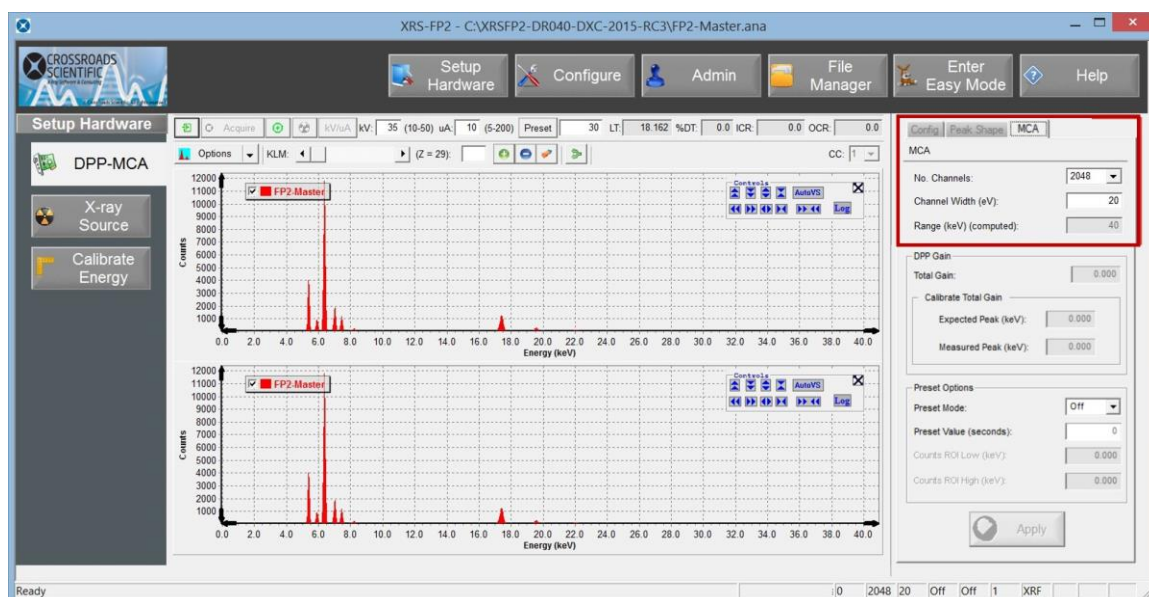 XRS-FP2 - C:\XRSFP2-DR040-DXC-2015-RC3\FP2-Master.ana
CROSSROADS
SCIENTIFIC
Setup Hardware
Configure
Admin
File Manager
Enter Easy Mode
Help
Setup Hardware
DPP-MCA
X-ray Source
Calibrate Energy
Acquire kV/uA kV: 35 (10-50) uA: 10 (5-200) Preset 30 LT: 18.162 %DT: 0.0 ICR: 0.0 OCR: 0.0
Options KLM: (Z = 29): CC: 1
12000
11000
10000
9000
8000
7000
6000
5000
4000
3000
2000
1000
Counts
FP2-Master
Controls
AutoVS
Log
0.0 2.0 4.0 6.0 8.0 10.0 12.0 14.0 16.0 18.0 20.0 22.0 24.0 26.0 28.0 30.0 32.0 34.0 36.0 38.0 40.0
Energy (keV)
12000
11000
10000
9000
8000
7000
6000
5000
4000
3000
2000
1000
Counts
FP2-Master
Controls
AutoVS
Log
0.0 2.0 4.0 6.0 8.0 10.0 12.0 14.0 16.0 18.0 20.0 22.0 24.0 26.0 28.0 30.0 32.0 34.0 36.0 38.0 40.0
Energy (keV)
Config Peak Shape MCA
MCA
No. Channels: 2048
Channel Width (eV): 20
Range (keV) (computed): 40
DPP Gain
Total Gain: 0.000
Calibrate Total Gain
Expected Peak (keV): 0.000
Measured Peak (keV): 0.000
Preset Options
Preset Mode: Off
Preset Value (seconds): 0
Counts ROI Low (keV): 0.000
Counts ROI High (keV): 0.000
Apply
Ready 0 2048 20 Off Off 1 XRF